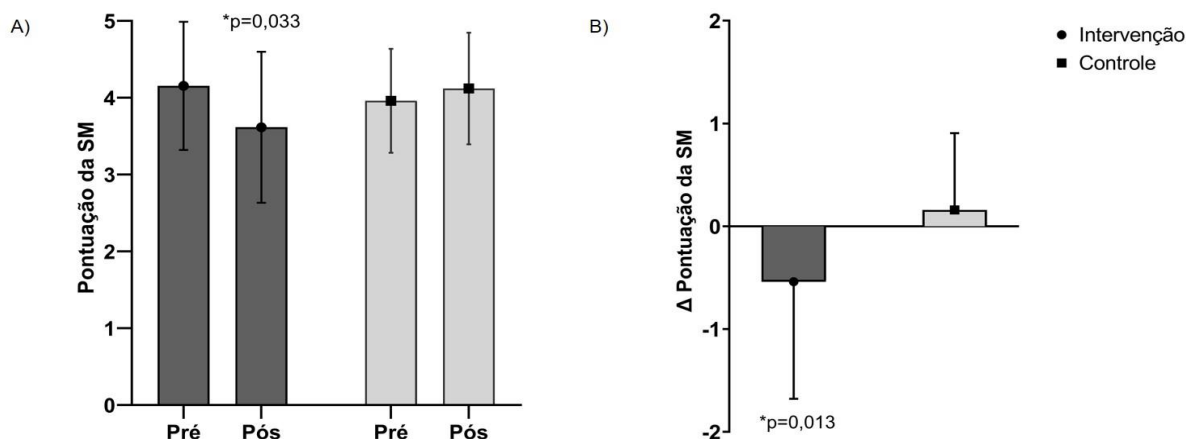 A)
*p=0,033
Pontuação da SM
5
4
3
2
1
0
Pré
Pós
Pré
Pós
B)
Δ Pontuação da SM
2
1
0
-1
-2
*p=0,013
Intervenção
Controle